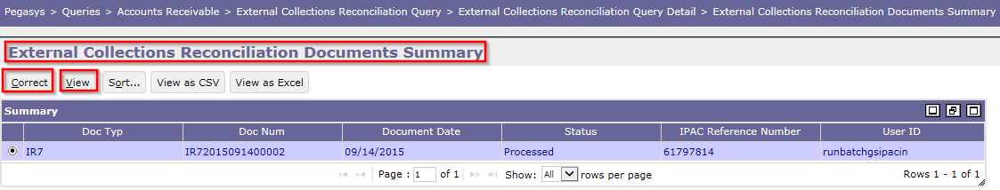 Pegasys > Queries > Accounts Receivable > External Collections Reconciliation Query > External Collections Reconciliation Query Detail > External Collections Reconciliation Documents Summary
>
External Collections Reconciliation Documents Summary
Correct View Sort... View as CSV View as Excel
Summary
Doc Typ Doc Num Document Date Status IPAC Reference Number User ID
IR7 IR72015091400002 09/14/2015 Processed 61797814 runbatchgsipacin
Page : 1 of 1 Show: All rows per page Rows 1 - 1 of 1